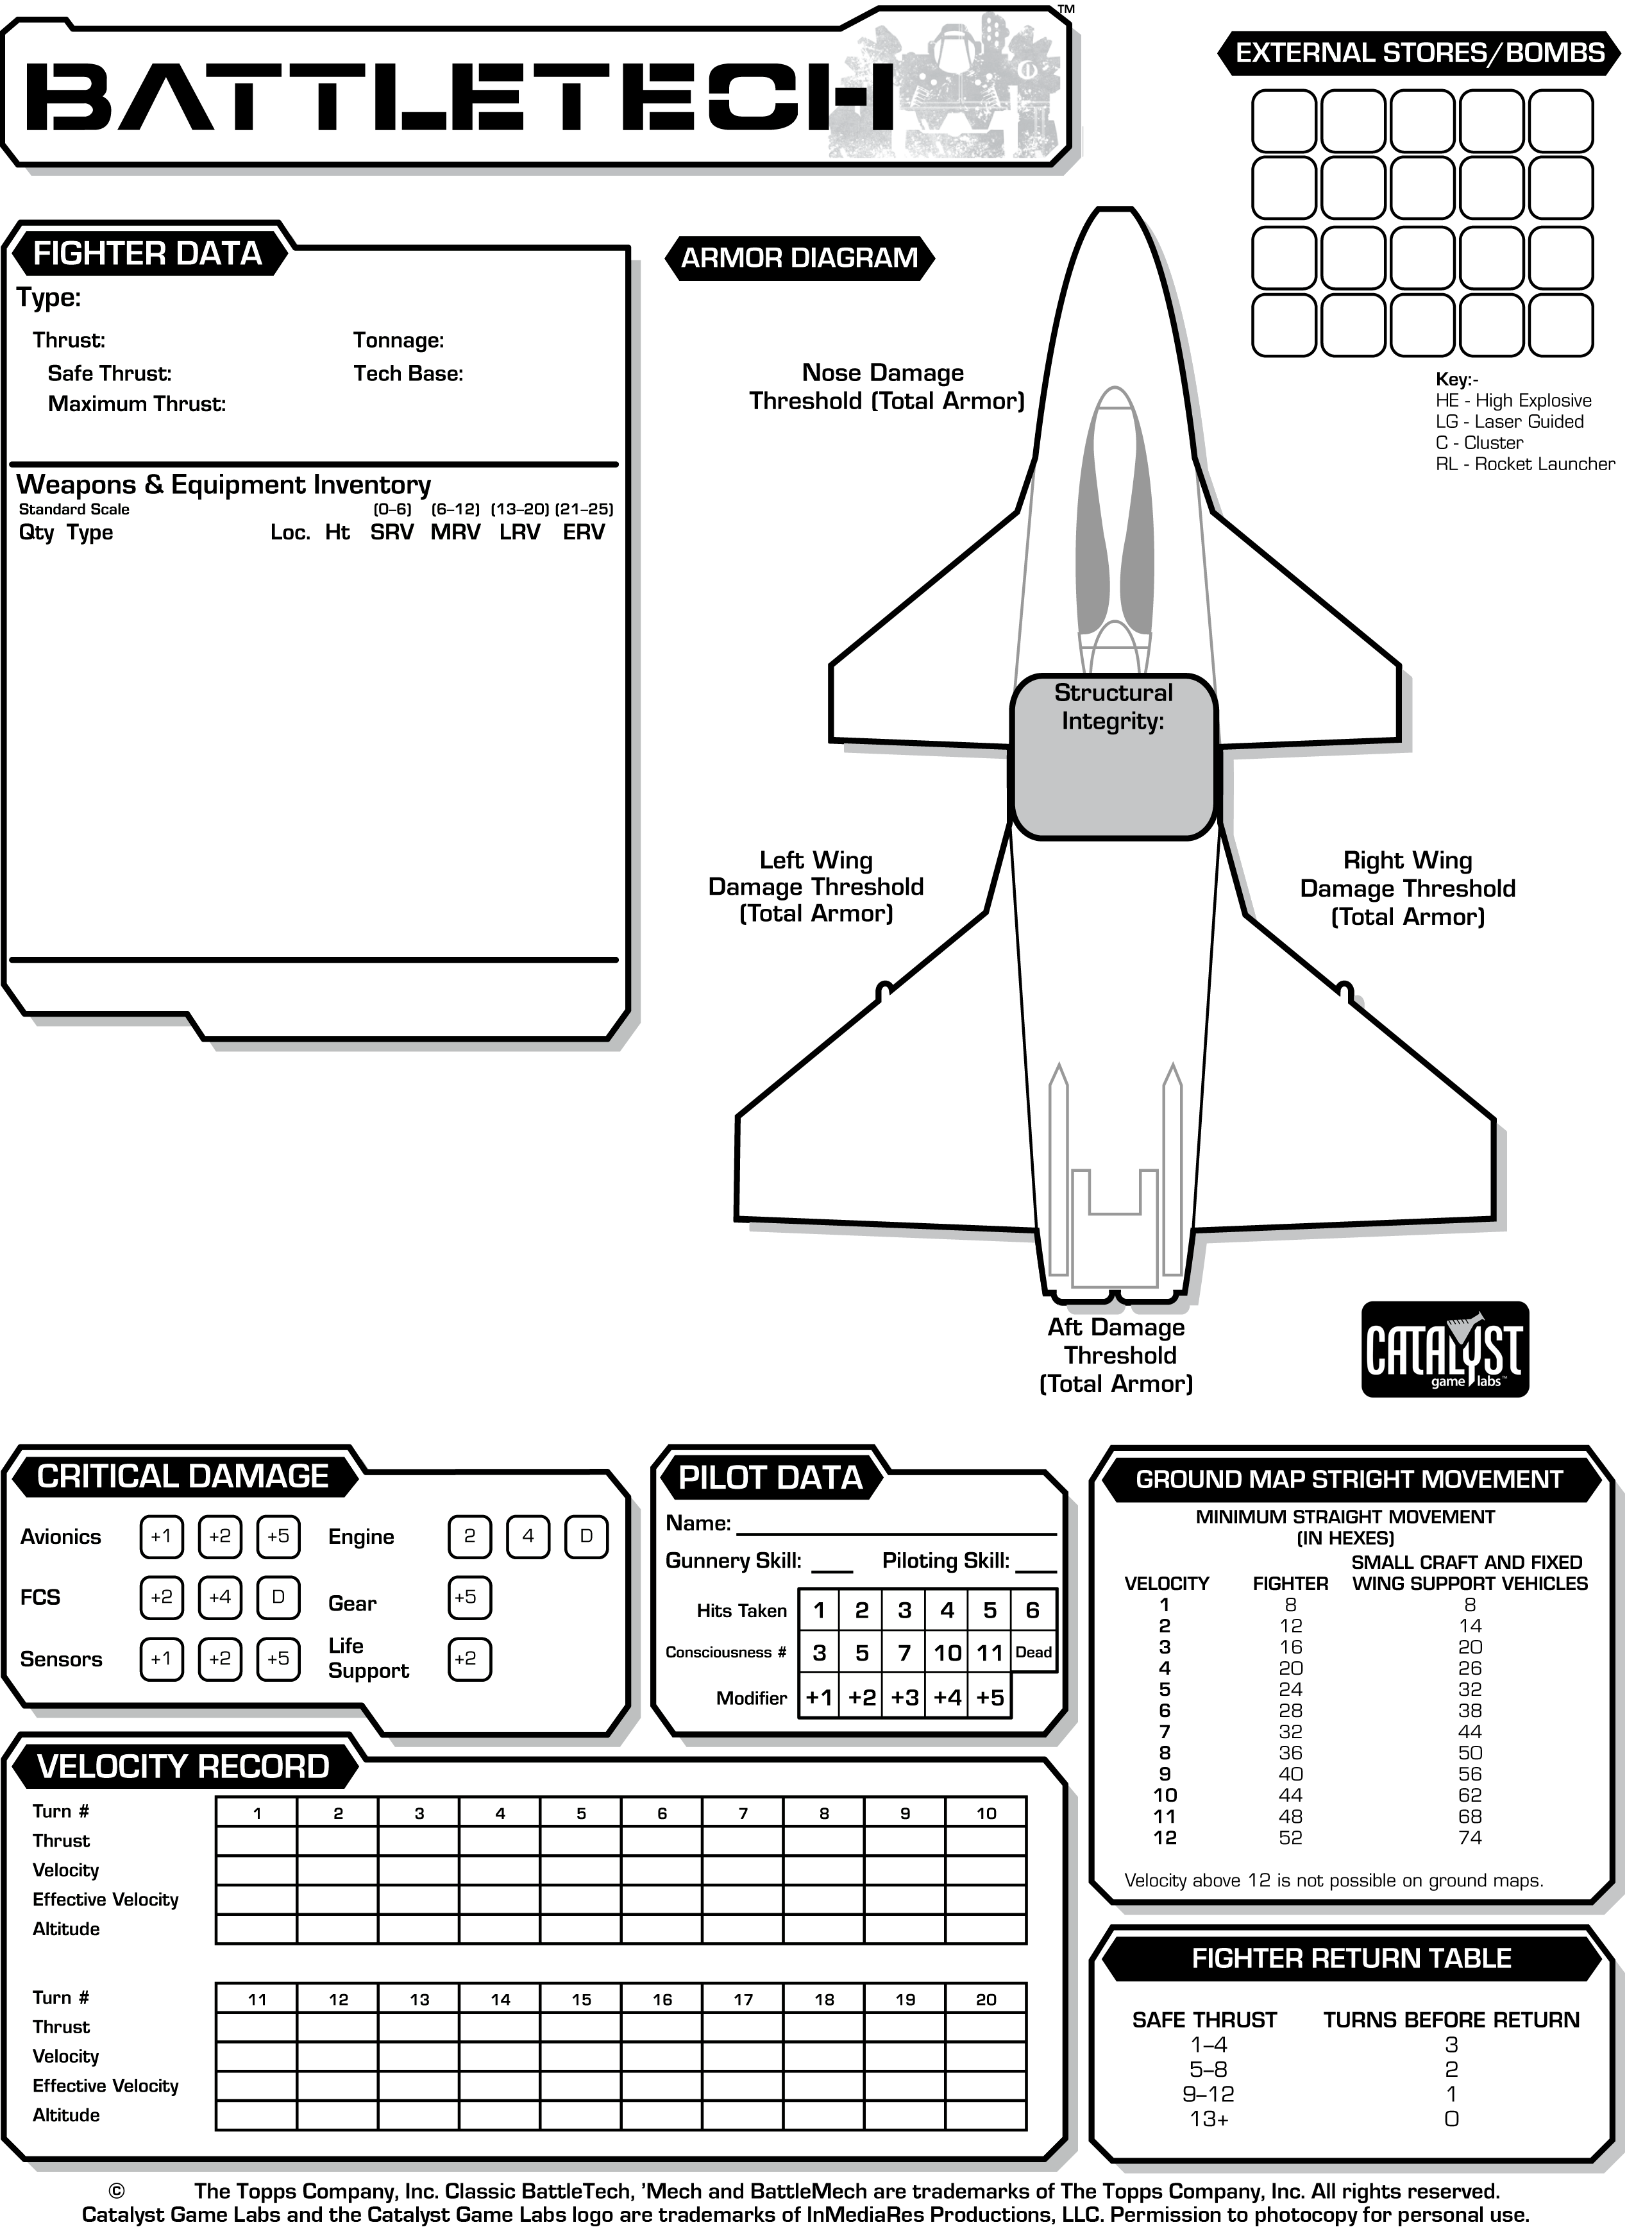 BATTLETECH™
EXTERNAL STORES/BOMBS
Key:-
HE - High Explosive
LG - Laser Guided
C - Cluster
RL - Rocket Launcher
FIGHTER DATA
Type:
Thrust: Tonnage:
Safe Thrust: Tech Base:
Maximum Thrust:
Weapons & Equipment Inventory
Standard Scale (0–6) (6–12) (13–20) (21–25)
Qty Type Loc. Ht SRV MRV LRV ERV
ARMOR DIAGRAM
Nose Damage
Threshold (Total Armor)
Structural
Integrity:
Left Wing
Damage Threshold
(Total Armor)
Right Wing
Damage Threshold
(Total Armor)
Aft Damage
Threshold
(Total Armor)
CATALYST
game labs™
CRITICAL DAMAGE
Avionics +1 +2 +5 Engine 2 4 D
FCS +2 +4 D Gear +5
Sensors +1 +2 +5 Life
Support +2
PILOT DATA
Name:
Gunnery Skill: Piloting Skill:
Hits Taken 1 2 3 4 5 6
Consciousness # 3 5 7 10 11 Dead
Modifier +1 +2 +3 +4 +5
GROUND MAP STRIGHT MOVEMENT
MINIMUM STRAIGHT MOVEMENT
(IN HEXES)
SMALL CRAFT AND FIXED
VELOCITY FIGHTER WING SUPPORT VEHICLES
1 8 8
2 12 14
3 16 20
4 20 26
5 24 32
6 28 38
7 32 44
8 36 50
9 40 56
10 44 62
11 48 68
12 52 74
Velocity above 12 is not possible on ground maps.
VELOCITY RECORD
Turn # 1 2 3 4 5 6 7 8 9 10
Thrust
Velocity
Effective Velocity
Altitude
Turn # 11 12 13 14 15 16 17 18 19 20
Thrust
Velocity
Effective Velocity
Altitude
FIGHTER RETURN TABLE
SAFE THRUST TURNS BEFORE RETURN
1–4 3
5–8 2
9–12 1
13+ 0
© The Topps Company, Inc. Classic BattleTech, 'Mech and BattleMech are trademarks of The Topps Company, Inc. All rights reserved.
Catalyst Game Labs and the Catalyst Game Labs logo are trademarks of InMediaRes Productions, LLC. Permission to photocopy for personal use.